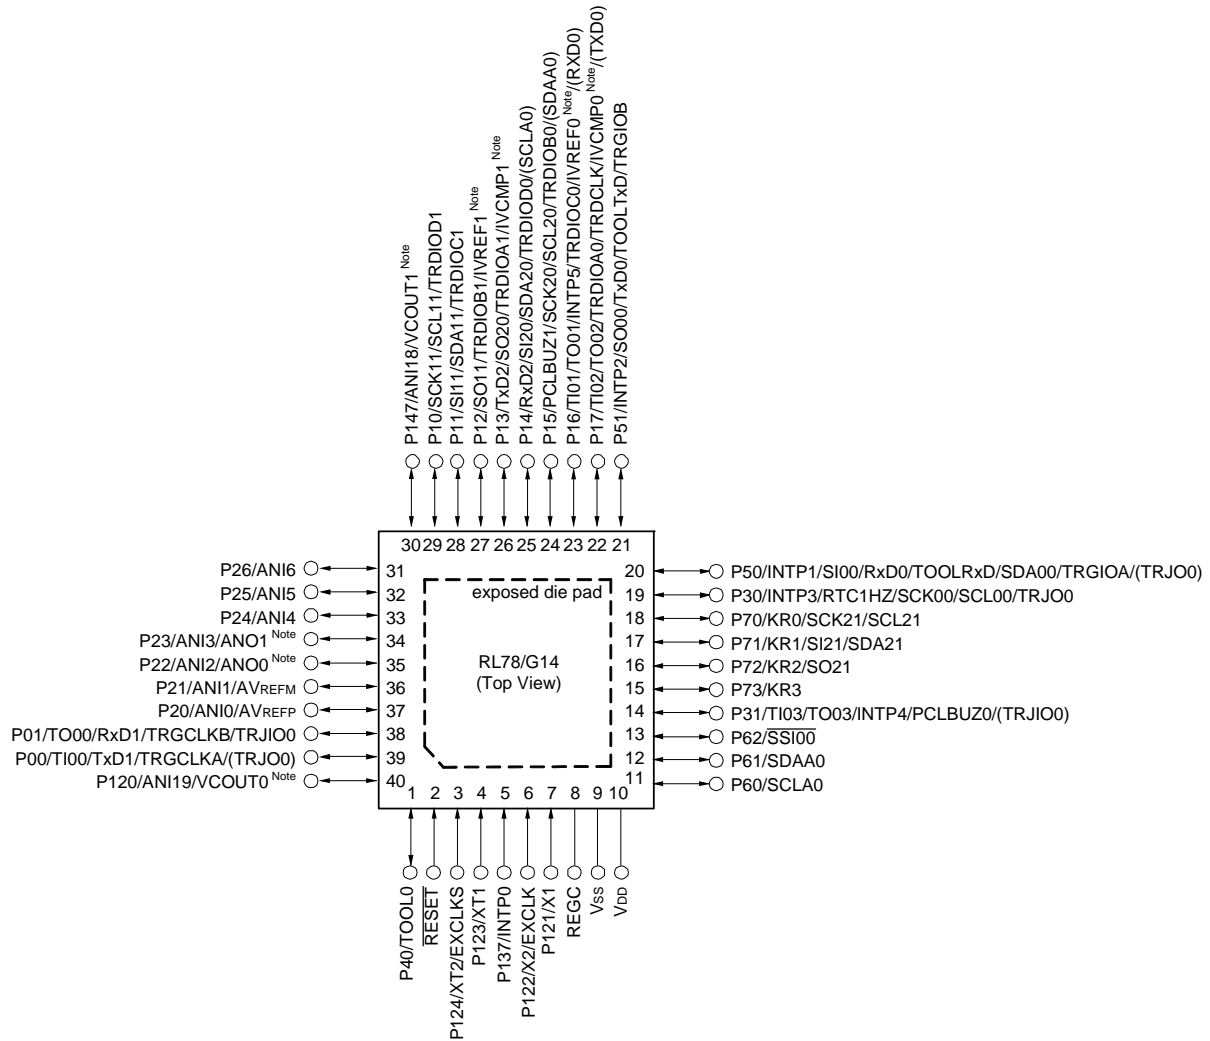 P147/ANI18/VCOUT1 Note
P10/SCK11/SCL11/TRDIOD1
P11/SI11/SDA11/TRDIOC1
P12/SO11/TRDIOB1/IVREF1 Note
P13/TxD2/SO20/TRDIOA1/IVCMP1 Note
P14/RxD2/SI20/SDA20/TRDIOD0/(SCLA0)
P15/PCLBUZ1/SCK20/SCL20/TRDIOB0/(SDAA0)
P16/TI01/TO01/INTP5/TRDIOC0/IVREF0 Note/(RXD0)
P17/TI02/TO02/TRDIOA0/TRDCLK/IVCMP0 Note/(TXD0)
P51/INTP2/SO00/TxD0/TOOLTxD/TRGIOB
30 29 28 27 26 25 24 23 22 21
P26/ANI6 31
P25/ANI5 32
P24/ANI4 33
P23/ANI3/ANO1 Note 34
P22/ANI2/ANO0 Note 35
P21/ANI1/AVREFM 36
P20/ANI0/AVREFP 37
P01/TO00/RxD1/TRGCLKB/TRJIO0 38
P00/TI00/TxD1/TRGCLKA/(TRJO0) 39
P120/ANI19/VCOUT0 Note 40
exposed die pad
RL78/G14
(Top View)
20 P50/INTP1/SI00/RxD0/TOOLRxD/SDA00/TRGIOA/(TRJO0)
19 P30/INTP3/RTC1HZ/SCK00/SCL00/TRJO0
18 P70/KR0/SCK21/SCL21
17 P71/KR1/SI21/SDA21
16 P72/KR2/SO21
15 P73/KR3
14 P31/TI03/TO03/INTP4/PCLBUZ0/(TRJIO0)
13 P62/SSI00
12 P61/SDAA0
11 P60/SCLA0
1 2 3 4 5 6 7 8 9 10
P40/TOOL0
RESET
P124/XT2/EXCLKS
P123/XT1
P137/INTP0
P122/X2/EXCLK
P121/X1
REGC
VSS
VDD